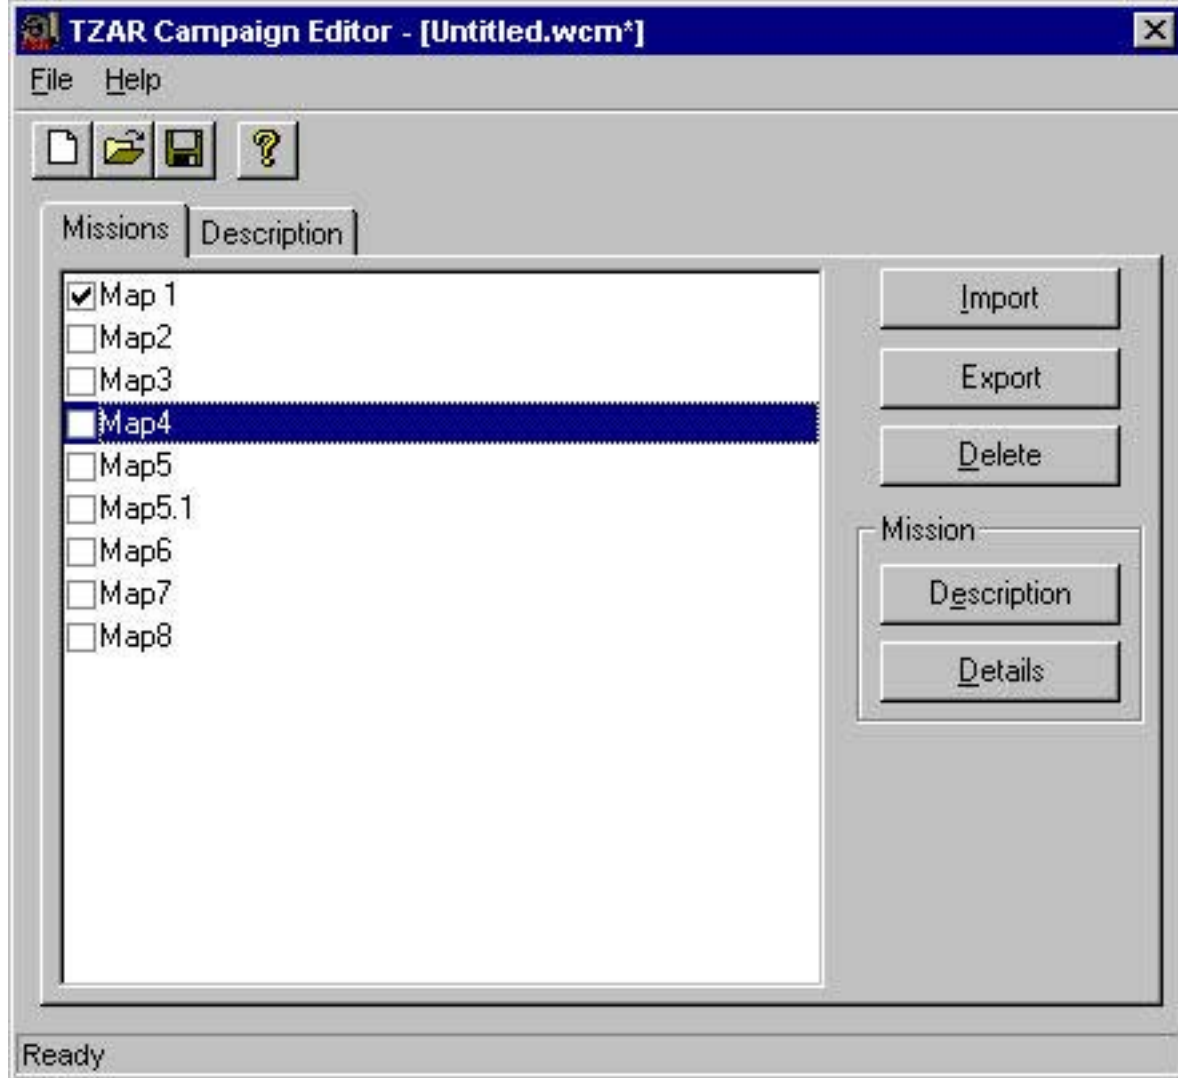 TZAR Campaign Editor - [Untitled.wcm*]
File Help
Missions Description
Map 1
Map2
Map3
Map4
Map5
Map5.1
Map6
Map7
Map8
Import
Export
Delete
Mission
Description
Details
Ready